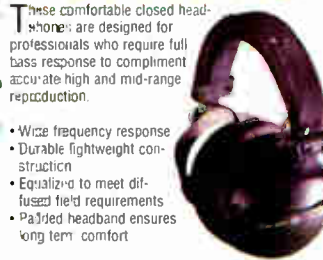 These comfortable closed head-
phones are designed for
professionals who require full
bass response to compliment
accurate high and mid-range
reproduction.
• Wide frequency response
• Durable lightweight con-
struction
• Equalized to meet dif-
fused field requirements
• Padded headband ensures
long term comfort